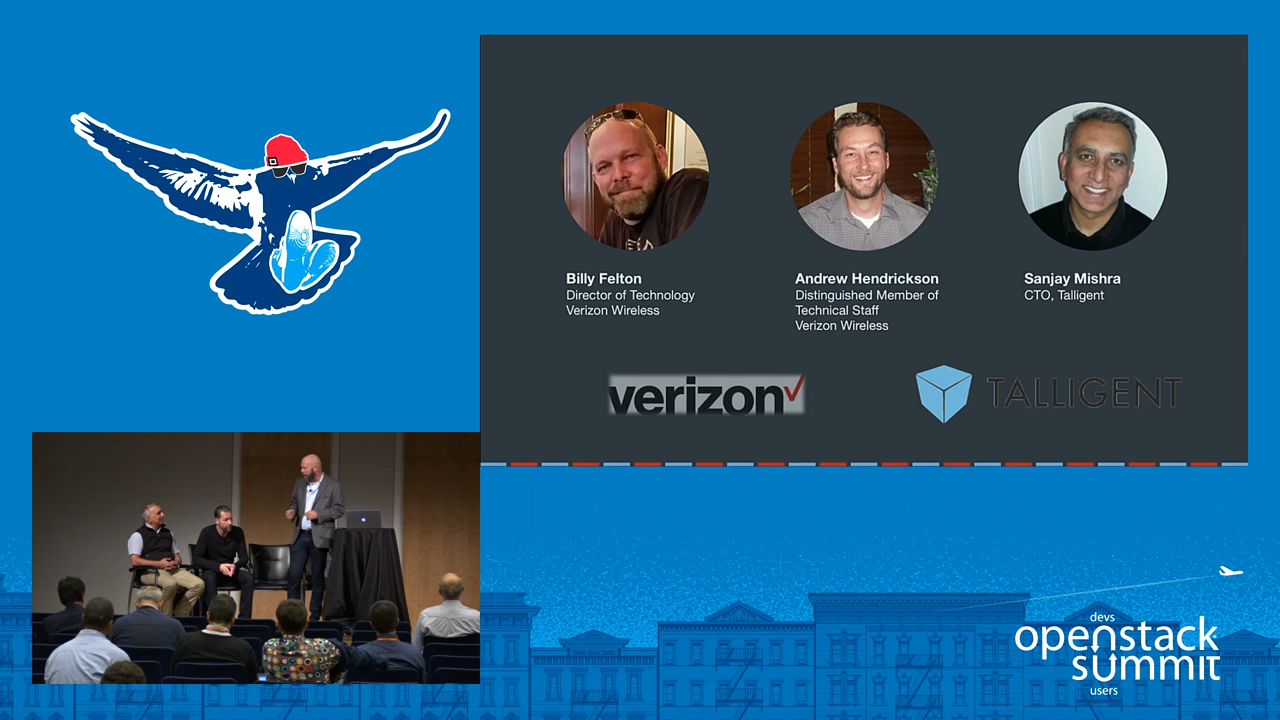 Billy Felton
Director of Technology
Verizon Wireless
Andrew Hendrickson
Distinguished Member of
Technical Staff
Verizon Wireless
Sanjay Mishra
CTO, Talligent
verizon
TALLIGENT
devs
openstack
summit
users